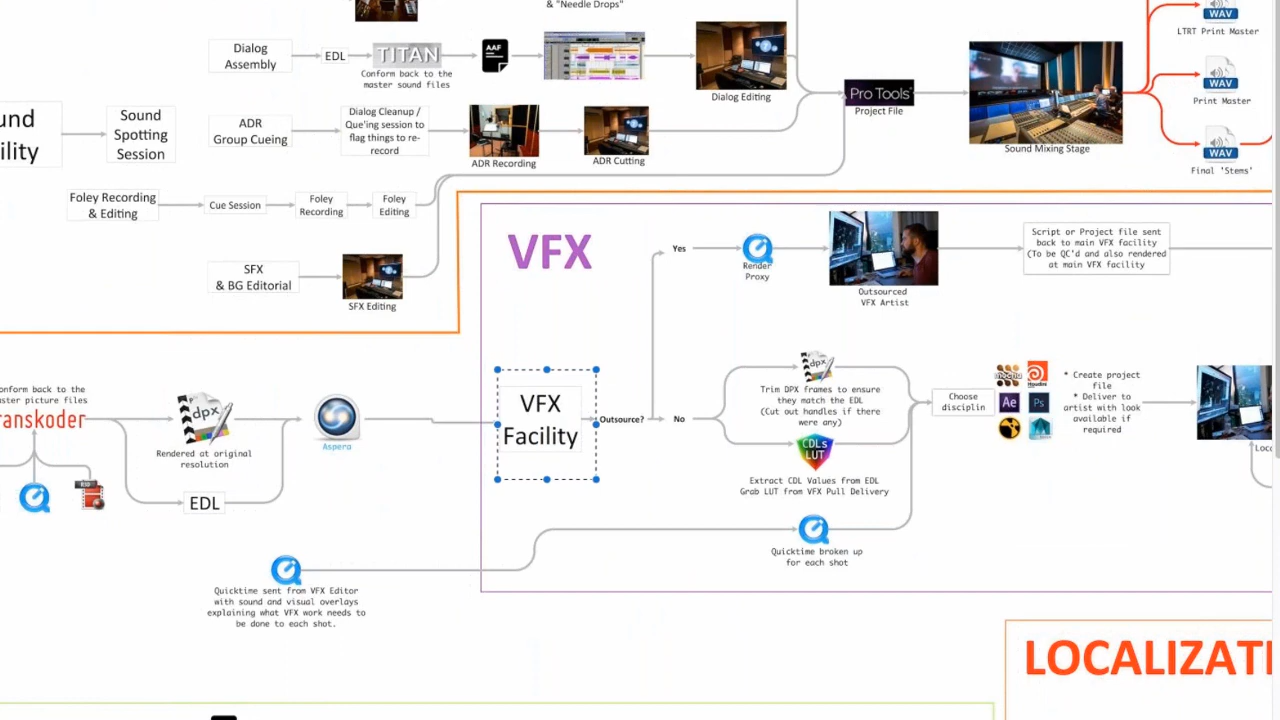 & "Needle Drops"
Dialog
Assembly
EDL
TITAN
Conform back to the
master sound files
AAF
Dialog Editing
Pro Tools
Project File
Sound Mixing Stage
WAV
LTRT Print Master
WAV
Print Master
WAV
Final 'Stems'
und
ility
Sound
Spotting
Session
ADR
Group Cueing
Dialog Cleanup /
Que'ing session to
flag things to re-
record
ADR Recording
ADR Cutting
Foley Recording
& Editing
Cue Session
Foley
Recording
Foley
Editing
SFX
& BG Editorial
SFX Editing
VFX
Yes
Render
Proxy
Outsourced
VFX Artist
Script or Project file sent
back to main VFX facility
(To be QC'd and also rendered
at main VFX facility
onform back to the
ster picture files
ranskoder
dpx
Rendered at original
resolution
EDL
Aspera
VFX
Facility
Outsource?
No
dpx
Trim DPX frames to ensure
they match the EDL
(Cut out handles if there
were any)
CDLs
LUT
Extract CDL Values from EDL
Grab LUT from VFX Pull Delivery
Quicktime broken up
for each shot
Choose
disciplin
mocha
Houdini
Ae
Ps
* Create project
file
* Deliver to
artist with look
available if
required
Loc
Quicktime sent from VFX Editor
with sound and visual overlays
explaining what VFX work needs to
be done to each shot.
LOCALIZATI